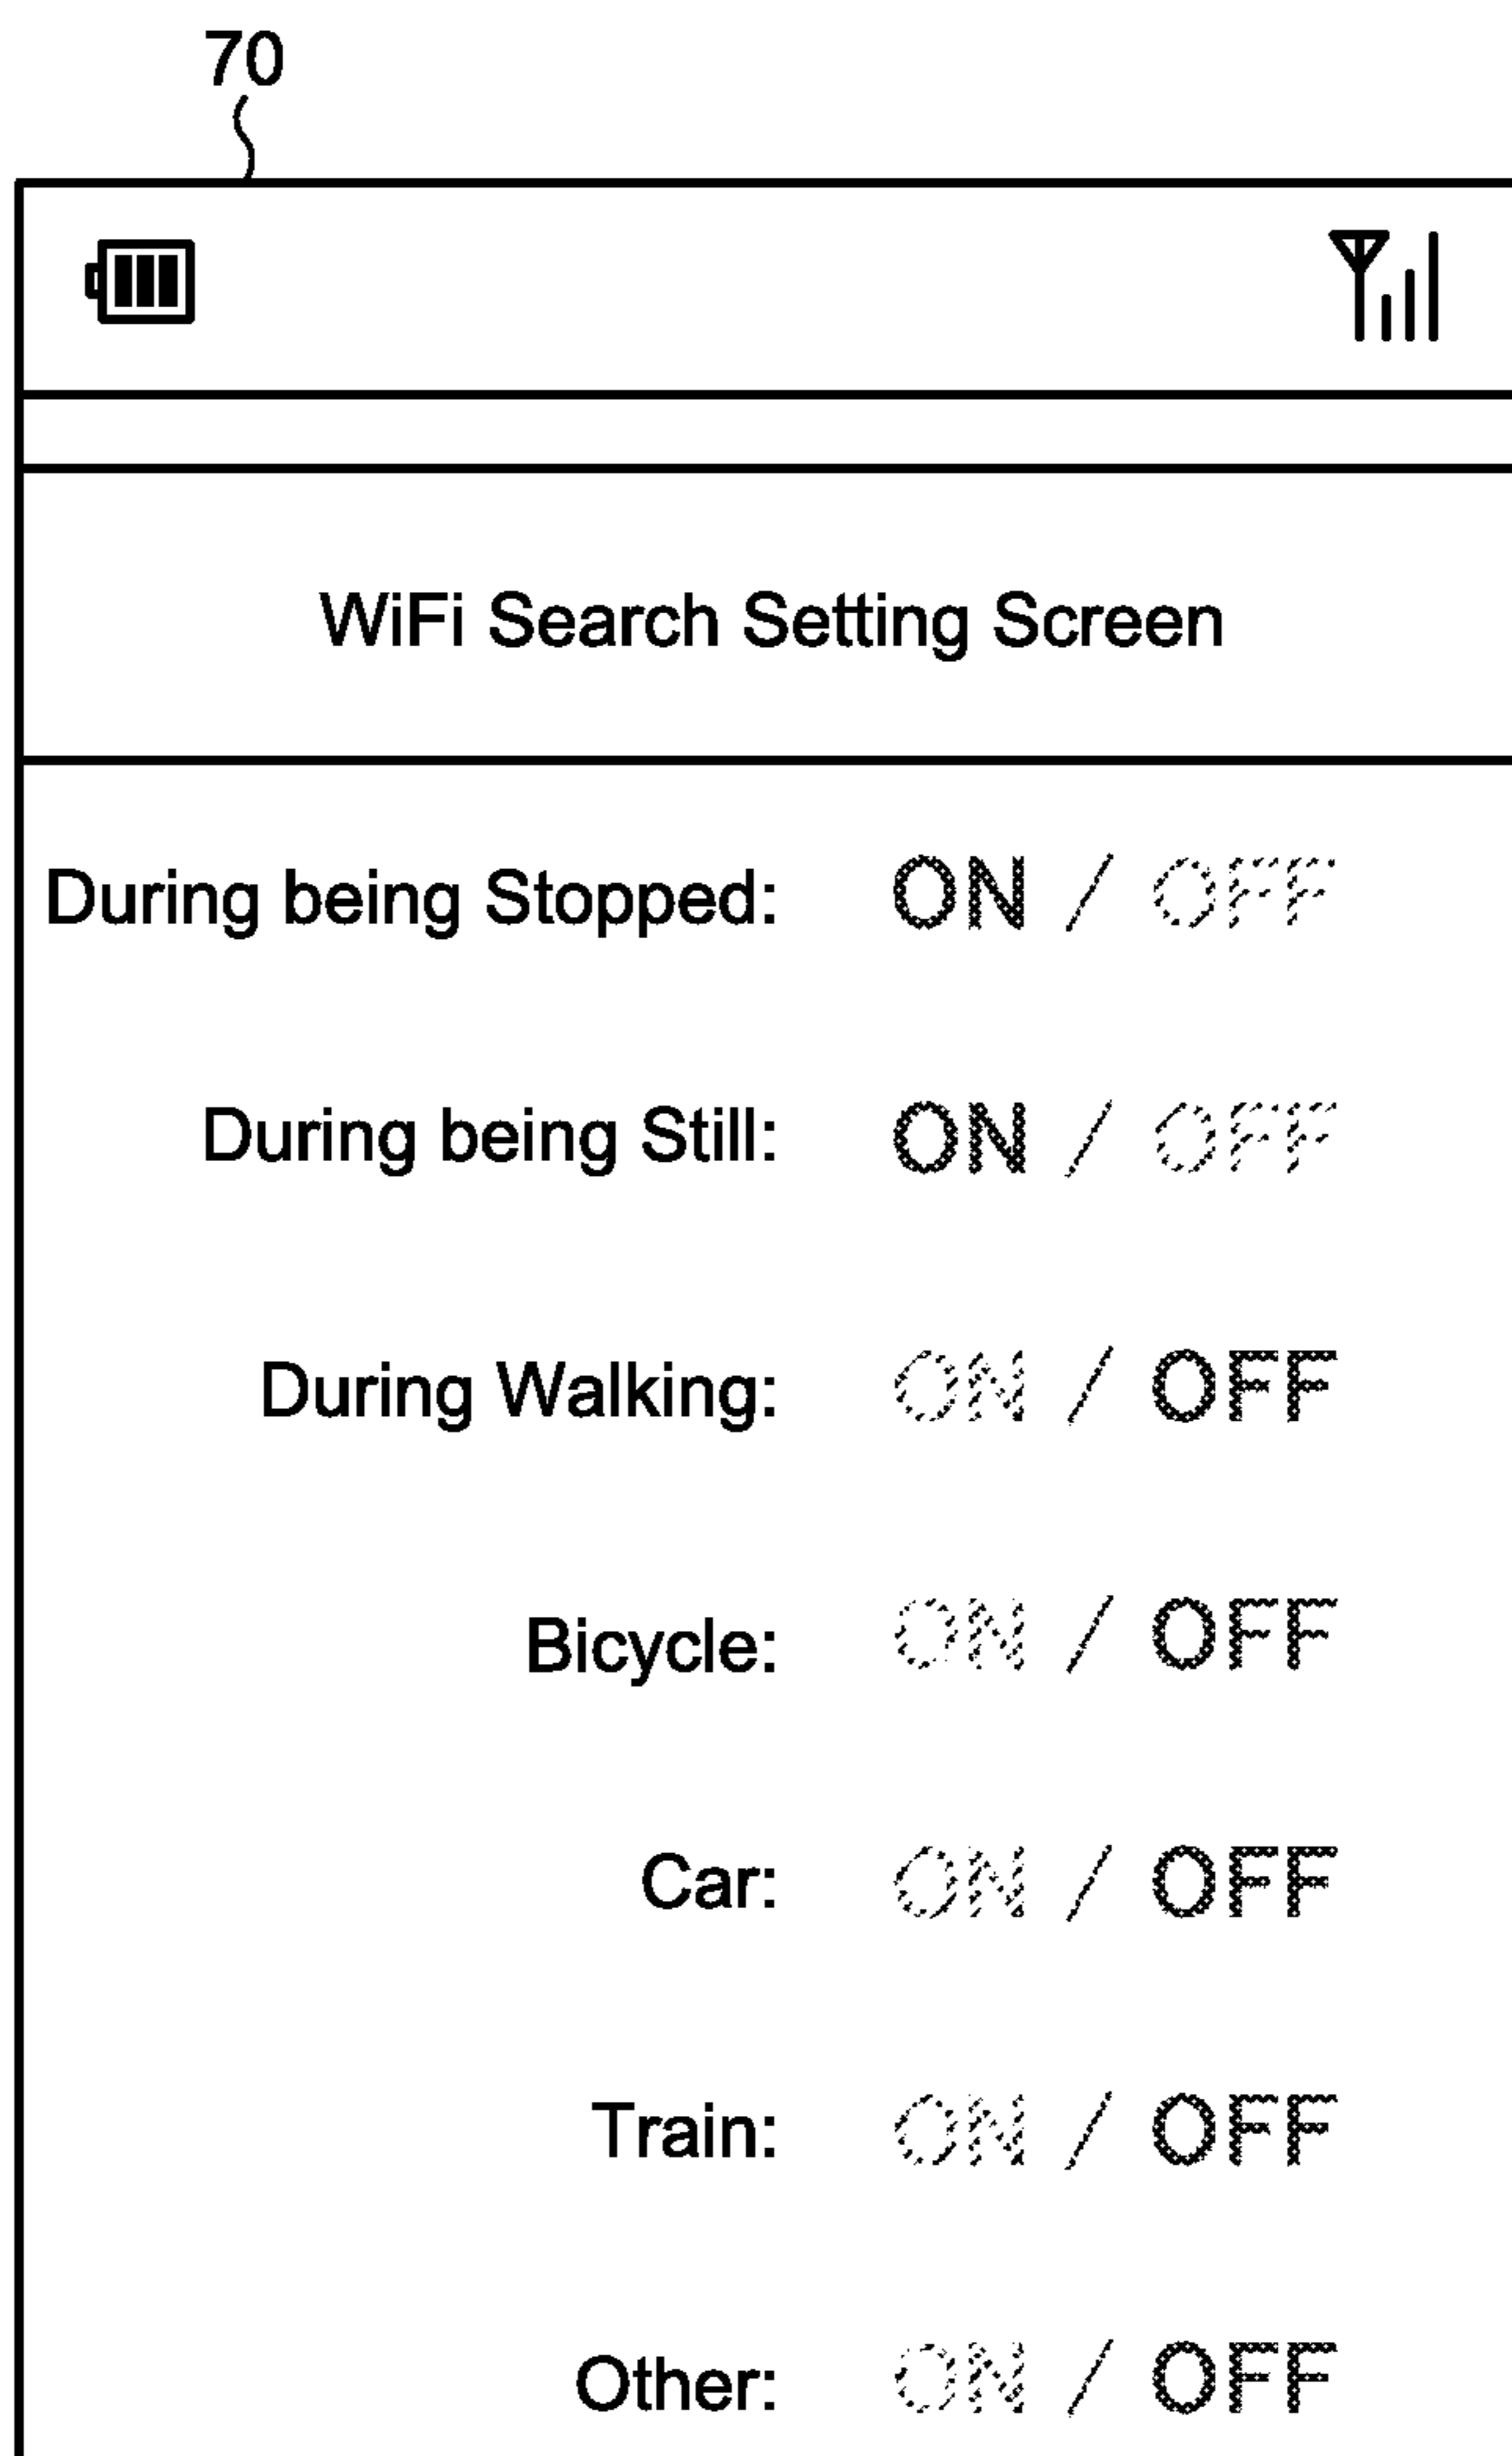 70
WiFi Search Setting Screen
During being Stopped: ON / OFF
During being Still: ON / OFF
During Walking: ON / OFF
Bicycle: ON / OFF
Car: ON / OFF
Train: ON / OFF
Other: ON / OFF